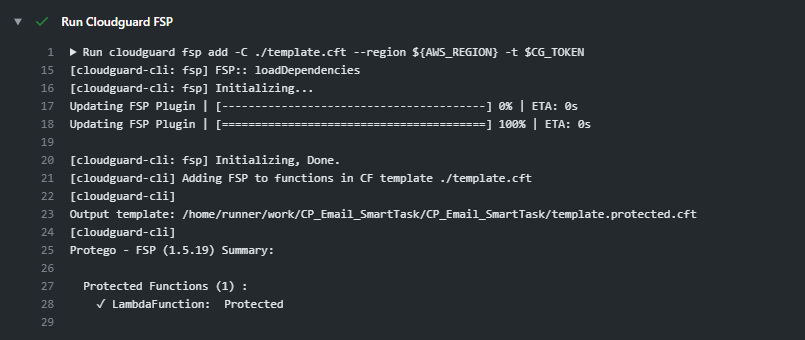 Run Cloudguard FSP
1 ▶ Run cloudguard fsp add -C ./template.cft --region ${AWS_REGION} -t $CG_TOKEN
15 [cloudguard-cli: fsp] FSP:: loadDependencies
16 [cloudguard-cli: fsp] Initializing...
17 Updating FSP Plugin | [----------------------------------------] 0% | ETA: 0s
18 Updating FSP Plugin | [========================================] 100% | ETA: 0s
19
20 [cloudguard-cli: fsp] Initializing, Done.
21 [cloudguard-cli] Adding FSP to functions in CF template ./template.cft
22 [cloudguard-cli]
23 Output template: /home/runner/work/CP_Email_SmartTask/CP_Email_SmartTask/template.protected.cft
24 [cloudguard-cli]
25 Protego - FSP (1.5.19) Summary:
26
27 Protected Functions (1) :
28 ✓ LambdaFunction: Protected
29